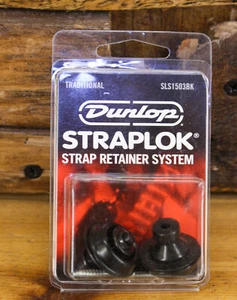 TRADITIONAL SLS1503BK
Dunlop
STRAPLOK®
STRAP RETAINER SYSTEM